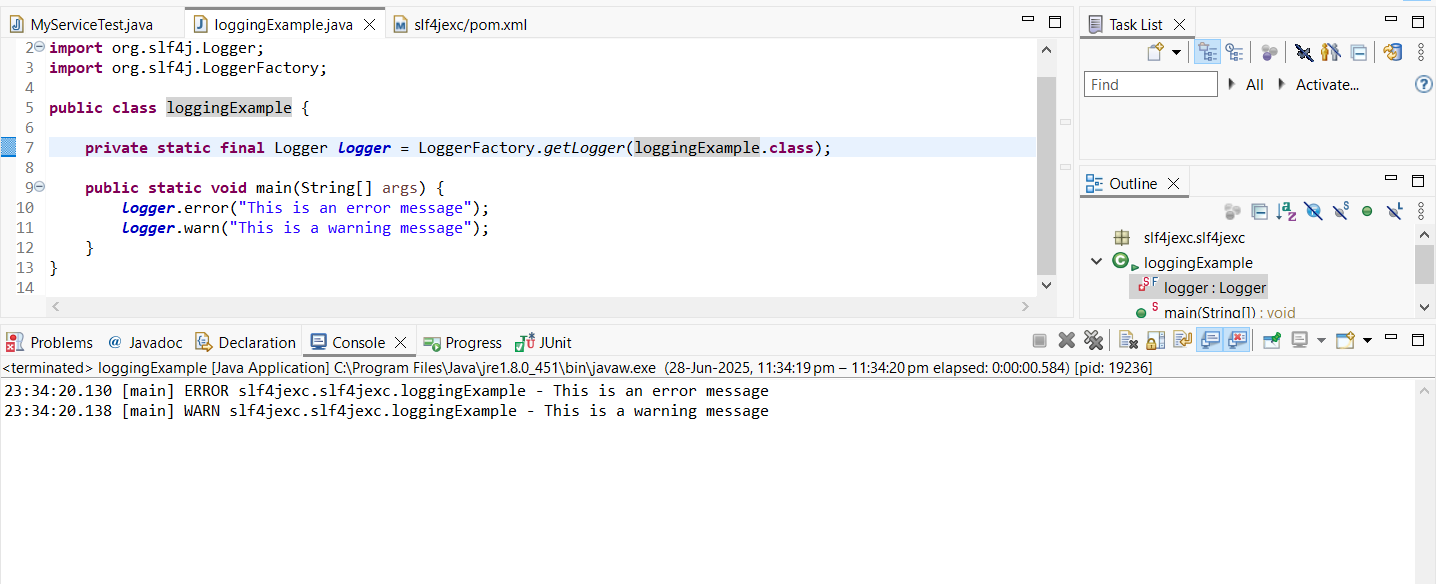 MyServiceTest.java loggingExample.java slf4jexc/pom.xml
2 import org.slf4j.Logger;
3 import org.slf4j.LoggerFactory;
4
5 public class loggingExample {
6
7 private static final Logger logger = LoggerFactory.getLogger(loggingExample.class);
8
9 public static void main(String[] args) {
10 logger.error("This is an error message");
11 logger.warn("This is a warning message");
12 }
13 }
14
Task List
Find All Activate...
Outline
slf4jexc.slf4jexc
loggingExample
logger : Logger
main(String[]) : void
Problems @ Javadoc Declaration Console Progress JUnit
<terminated> loggingExample [Java Application] C:\Program Files\Java\jre1.8.0_451\bin\javaw.exe (28-Jun-2025, 11:34:19 pm – 11:34:20 pm elapsed: 0:00:00.584) [pid: 19236]
23:34:20.130 [main] ERROR slf4jexc.slf4jexc.loggingExample - This is an error message
23:34:20.138 [main] WARN slf4jexc.slf4jexc.loggingExample - This is a warning message